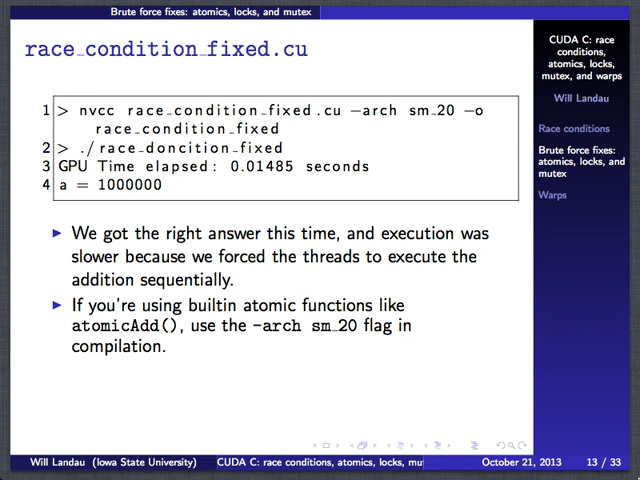 Brute force fixes: atomics, locks, and mutex
race_condition_fixed.cu
1 > nvcc race_condition_fixed.cu -arch sm_20 -o
race_condition_fixed
2 > ./race_doncition_fixed
3 GPU Time elapsed: 0.01485 seconds
4 a = 1000000
▶ We got the right answer this time, and execution was
slower because we forced the threads to execute the
addition sequentially.
▶ If you're using builtin atomic functions like
atomicAdd(), use the -arch sm_20 flag in
compilation.
CUDA C: race
conditions,
atomics, locks,
mutex, and warps
Will Landau
Race conditions
Brute force fixes:
atomics, locks, and
mutex
Warps
Will Landau (Iowa State University) CUDA C: race conditions, atomics, locks, mu October 21, 2013 13 / 33